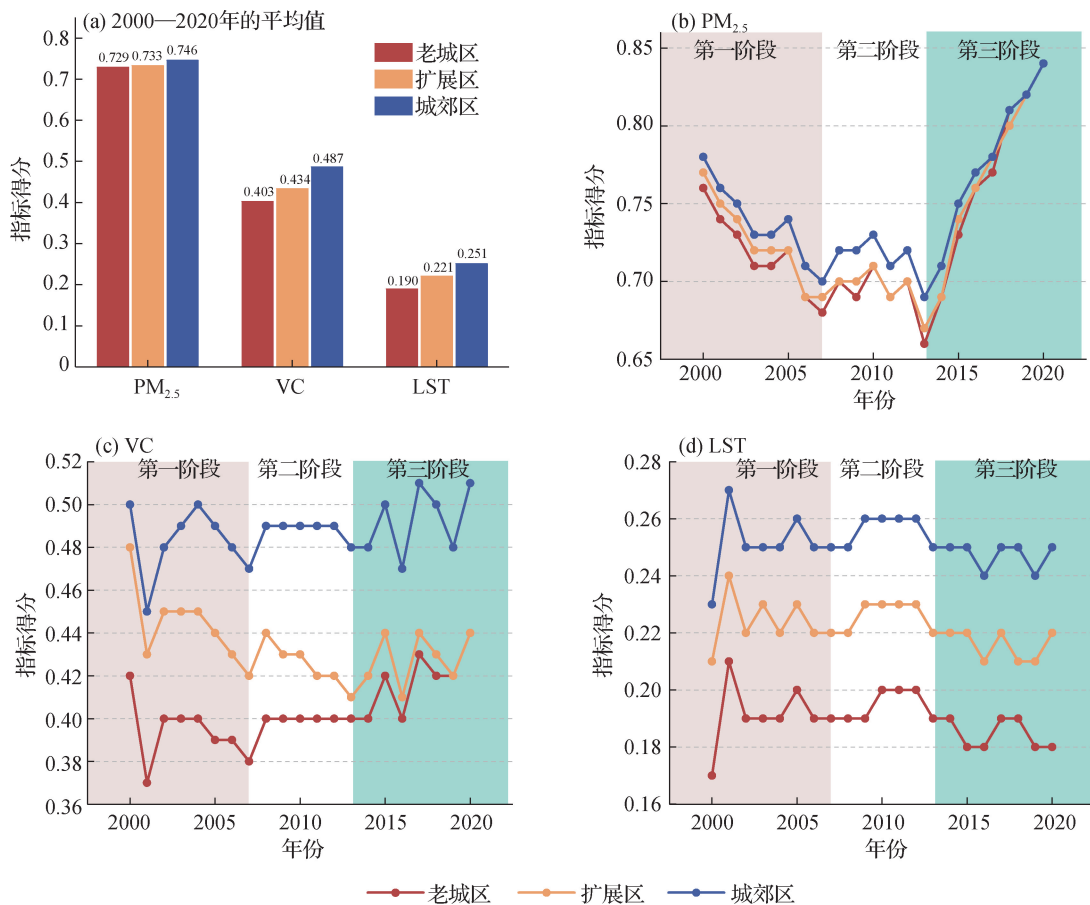 (a) 2000—2020年的平均值
0.8
0.7
0.6
0.5
0.4
0.3
0.2
0.1
0
指标得分
0.729 0.733 0.746
0.403 0.434 0.487
0.190 0.221 0.251
老城区
扩展区
城郊区
PM2.5 VC LST
(b) PM2.5
第一阶段 第二阶段 第三阶段
0.85
0.80
0.75
0.70
0.65
指标得分
2000 2005 2010 2015 2020
年份
(c) VC
第一阶段 第二阶段 第三阶段
0.52
0.50
0.48
0.46
0.44
0.42
0.40
0.38
0.36
指标得分
2000 2005 2010 2015 2020
年份
(d) LST
第一阶段 第二阶段 第三阶段
0.28
0.26
0.24
0.22
0.20
0.18
0.16
指标得分
2000 2005 2010 2015 2020
年份
老城区 扩展区 城郊区